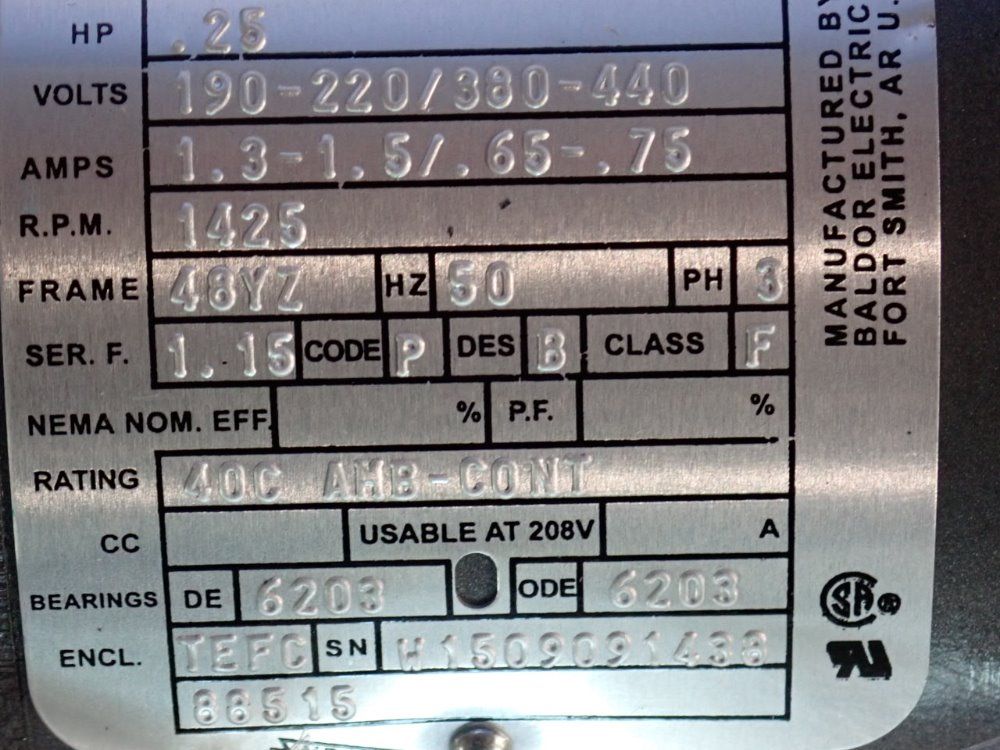 HP .25
VOLTS 190-220/380-440
AMPS 1.3-1.5/.65-.75
R.P.M. 1425
FRAME 48YZ HZ 50 PH 3
SER. F. 1.15 CODE P DES B CLASS F
NEMA NOM. EFF. % P.F. %
RATING 40C AMB-CONT
CC USABLE AT 208V A
BEARINGS DE 6203 ODE 6203
ENCL. TEFC SN W1509091438
88515
MANUFACTURED BY
BALDOR ELECTRIC
FORT SMITH, AR U.
SA